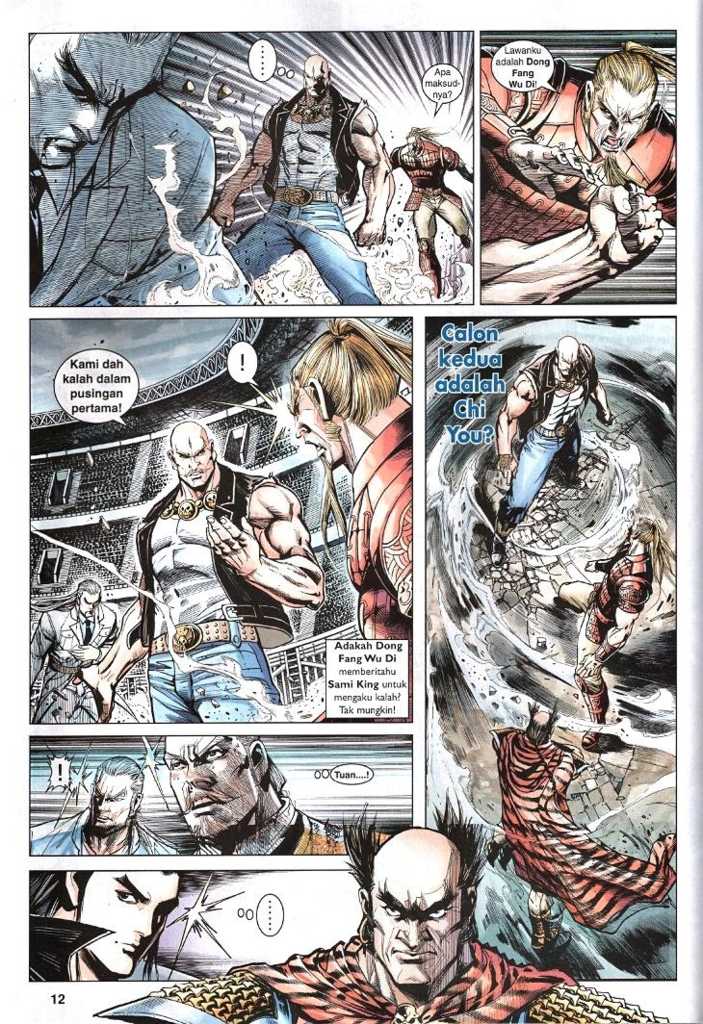 Apa
maksud-
nya?
Lawanku
adalah Dong
Fang
Wu Di!
Kami dah
kalah dalam
pusingan
pertama!
!
Adakah Dong
Fang Wu Di
memberitahu
Sami King untuk
mengaku kalah?
Tak mungkin!
Calon
kedua
adalah
Chi
You?
!
Tuan....!
12